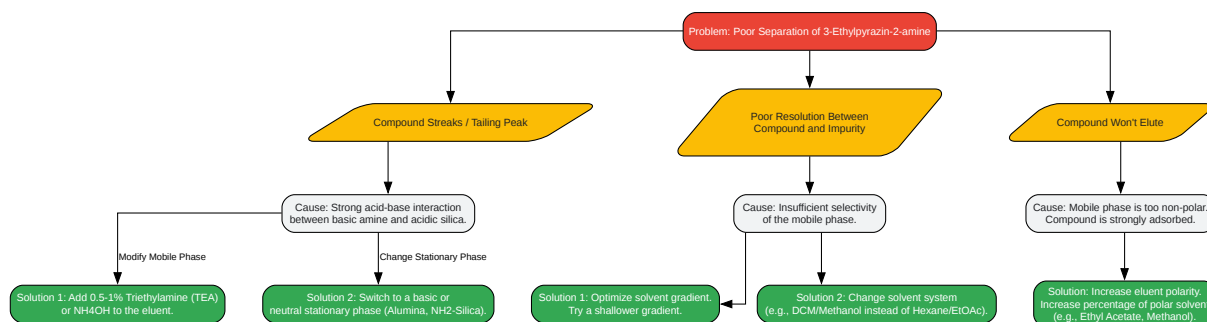 Problem: Poor Separation of 3-Ethylpyrazin-2-amine
Compound Streaks / Tailing Peak
Poor Resolution Between
Compound and Impurity
Compound Won't Elute
Cause: Strong acid-base interaction
between basic amine and acidic silica.
Cause: Insufficient selectivity
of the mobile phase.
Cause: Mobile phase is too non-polar.
Compound is strongly adsorbed.
Modify Mobile Phase
Change Stationary Phase
Solution 1: Add 0.5-1% Triethylamine (TEA)
or NH4OH to the eluent.
Solution 2: Switch to a basic or
neutral stationary phase (Alumina, NH2-Silica).
Solution 1: Optimize solvent gradient.
Try a shallower gradient.
Solution 2: Change solvent system
(e.g., DCM/Methanol instead of Hexane/EtOAc).
Solution: Increase eluent polarity.
Increase percentage of polar solvent
(e.g., Ethyl Acetate, Methanol).